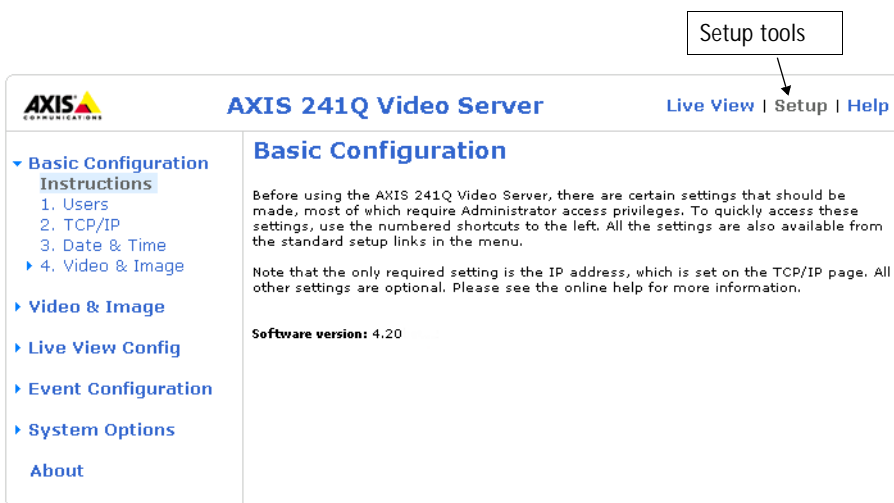 Setup tools
AXIS
COMMUNICATIONS
AXIS 241Q Video Server
Live View | Setup | Help
Basic Configuration
Instructions
1. Users
2. TCP/IP
3. Date & Time
4. Video & Image
Video & Image
Live View Config
Event Configuration
System Options
About
Basic Configuration
Before using the AXIS 241Q Video Server, there are certain settings that should be
made, most of which require Administrator access privileges. To quickly access these
settings, use the numbered shortcuts to the left. All the settings are also available from
the standard setup links in the menu.
Note that the only required setting is the IP address, which is set on the TCP/IP page. All
other settings are optional. Please see the online help for more information.
Software version: 4.20